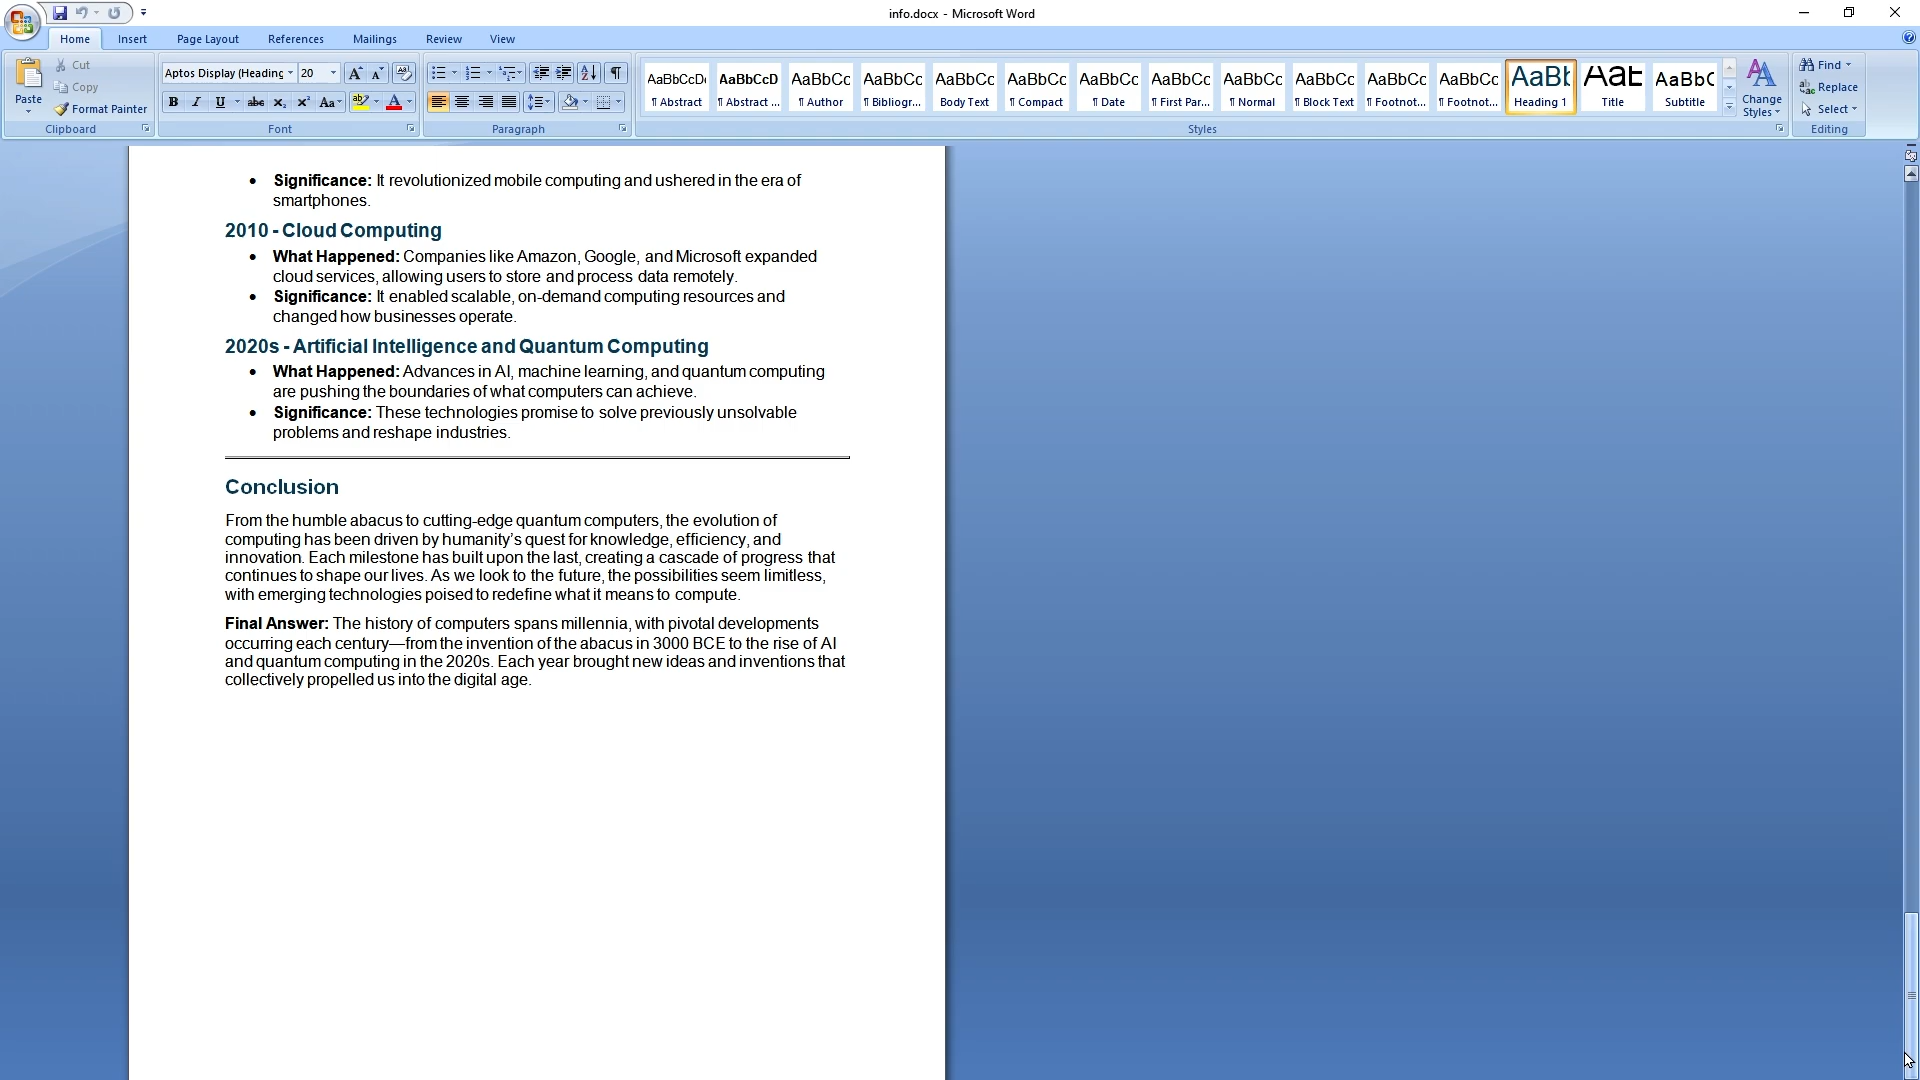 info.docx - Microsoft Word
Home Insert Page Layout References Mailings Review View
Paste
Cut
Copy
Format Painter
Clipboard
Aptos Display (Heading 20
Font
Paragraph
AaBbCcDc AaBbCcD AaBbCc AaBbCc AaBbCc AaBbCc AaBbCc AaBbCc AaBbCc AaBbCc AaBbCc AaBbCc AaBb AaB AaBbC
¶ Abstract ¶ Abstract ... ¶ Author ¶ Bibliogr... Body Text ¶ Compact ¶ Date ¶ First Par... ¶ Normal ¶ Block Text ¶ Footnot... ¶ Footnot... Heading 1 Title Subtitle
Change
Styles
Styles
Find
Replace
Select
Editing
• Significance: It revolutionized mobile computing and ushered in the era of
smartphones.
2010 - Cloud Computing
• What Happened: Companies like Amazon, Google, and Microsoft expanded
cloud services, allowing users to store and process data remotely.
• Significance: It enabled scalable, on-demand computing resources and
changed how businesses operate.
2020s - Artificial Intelligence and Quantum Computing
• What Happened: Advances in AI, machine learning, and quantum computing
are pushing the boundaries of what computers can achieve.
• Significance: These technologies promise to solve previously unsolvable
problems and reshape industries.
Conclusion
From the humble abacus to cutting-edge quantum computers, the evolution of
computing has been driven by humanity’s quest for knowledge, efficiency, and
innovation. Each milestone has built upon the last, creating a cascade of progress that
continues to shape our lives. As we look to the future, the possibilities seem limitless,
with emerging technologies poised to redefine what it means to compute.
Final Answer: The history of computers spans millennia, with pivotal developments
occurring each century—from the invention of the abacus in 3000 BCE to the rise of AI
and quantum computing in the 2020s. Each year brought new ideas and inventions that
collectively propelled us into the digital age.